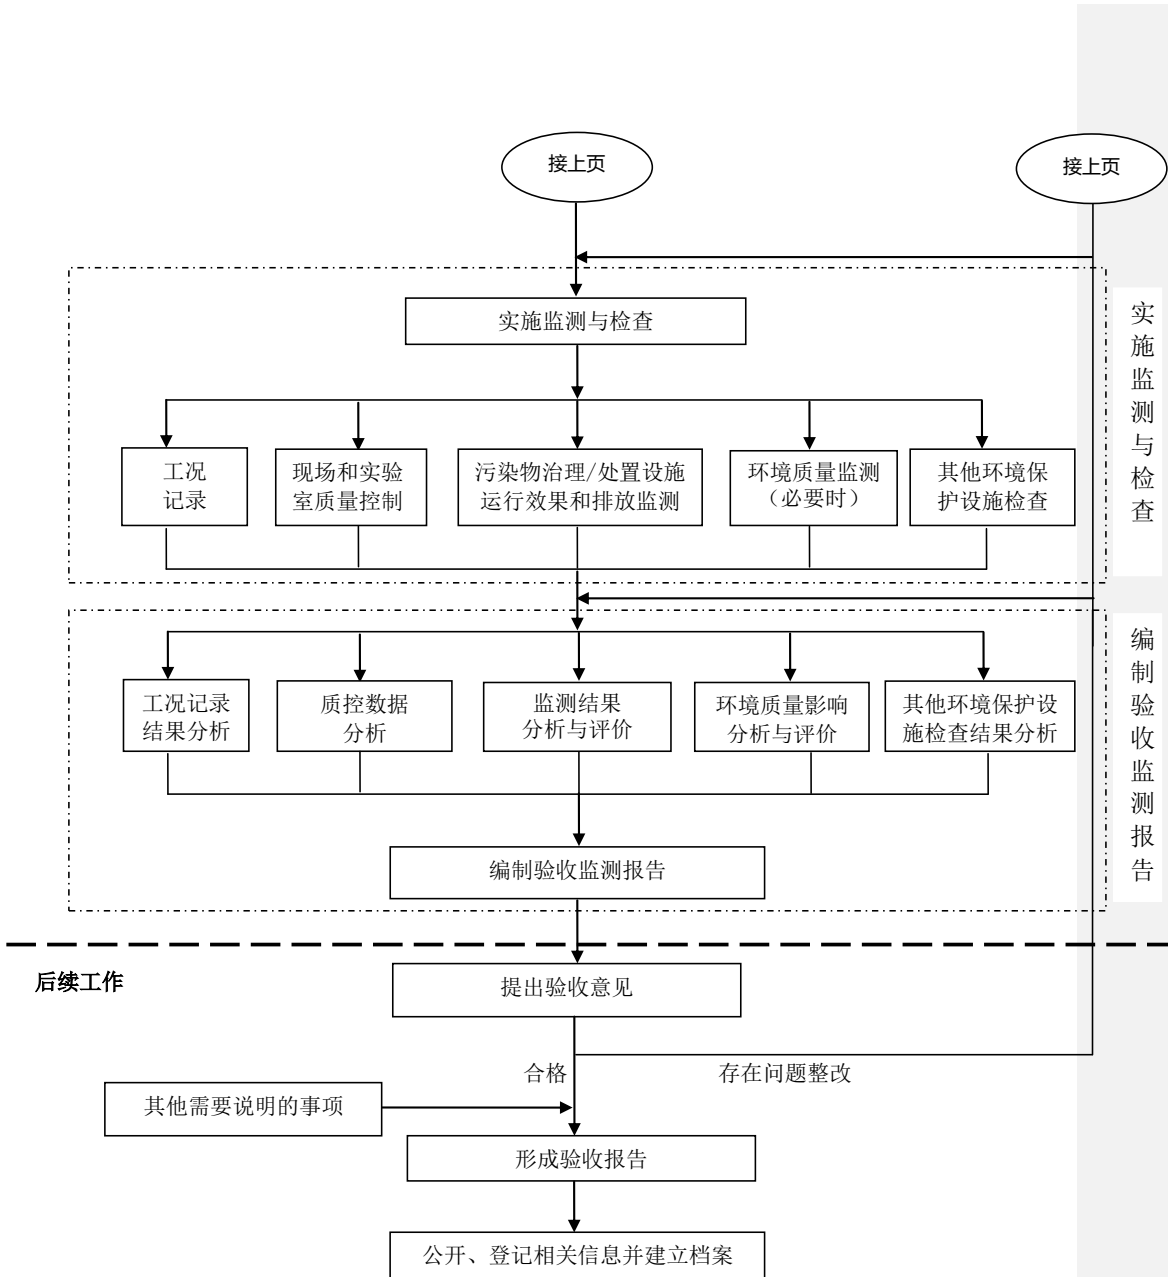 接上页
接上页
实施监测与检查
实施监测与检查
工况
记录
现场和实验
室质量控制
污染物治理/处置设施
运行效果和排放监测
环境质量监测
（必要时）
其他环境保
护设施检查
编制验收监测报告
工况记录
结果分析
质控数据
分析
监测结果
分析与评价
环境质量影响
分析与评价
其他环境保护设
施检查结果分析
编制验收监测报告
后续工作
提出验收意见
合格
存在问题整改
其他需要说明的事项
形成验收报告
公开、登记相关信息并建立档案